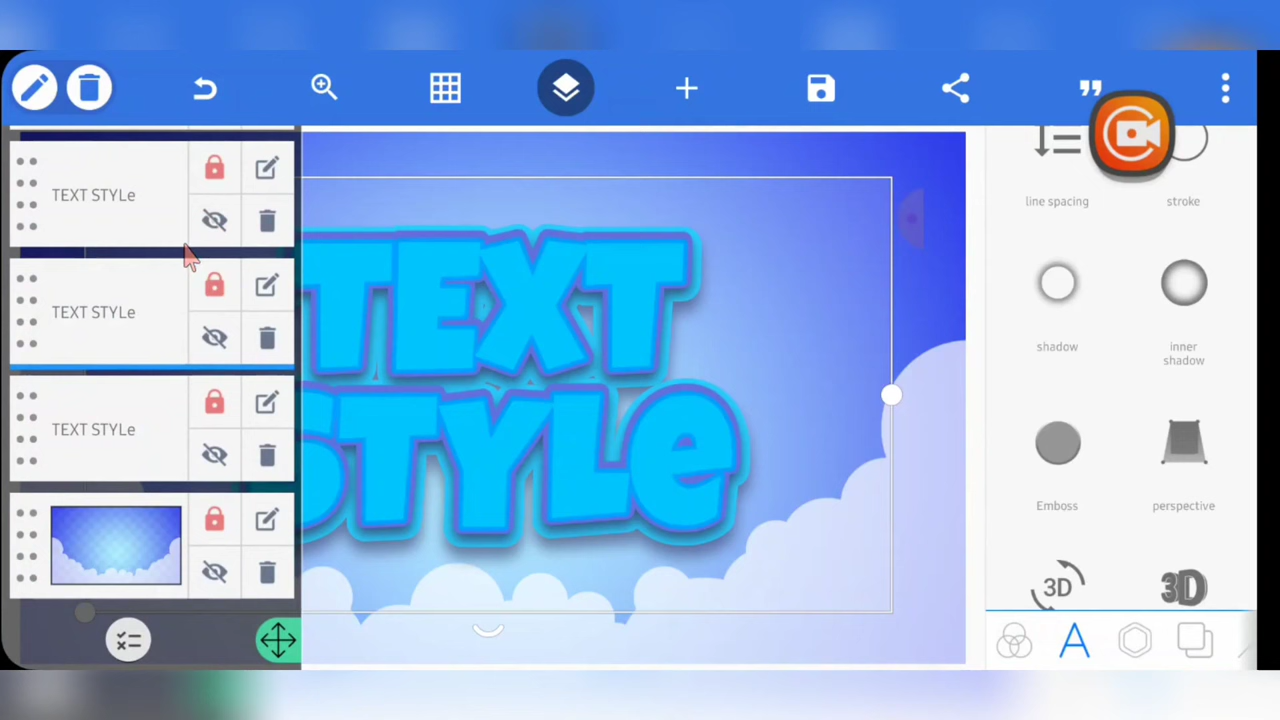 TEXT STYLe
TEXT STYLe
TEXT STYLe
TEXT
STYLe
line spacing
stroke
shadow
inner
shadow
Emboss
perspective
3D
3D
A